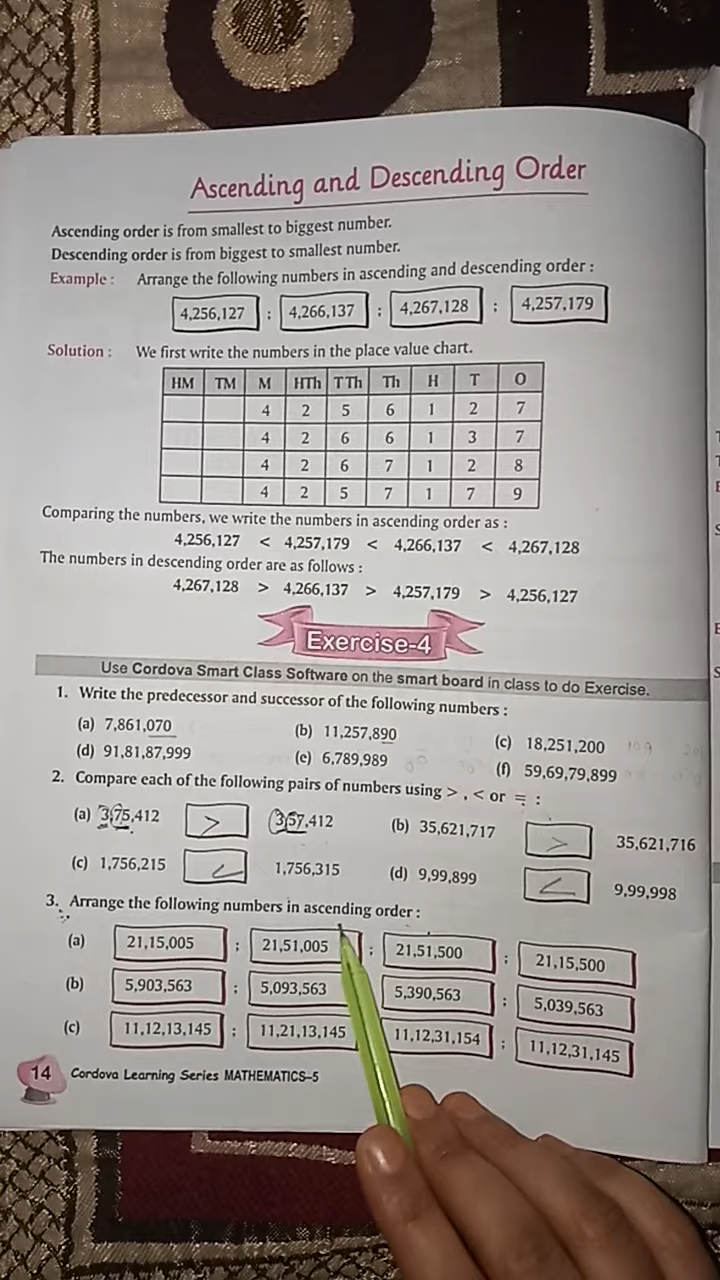 Ascending and Descending Order
Ascending order is from smallest to biggest number.
Descending order is from biggest to smallest number.
Example : Arrange the following numbers in ascending and descending order :
4,256,127 ; 4,266,137 ; 4,267,128 ; 4,257,179
Solution : We first write the numbers in the place value chart.
HM TM M HTh TTh Th H T O
4 2 5 6 1 2 7
4 2 6 6 1 3 7
4 2 6 7 1 2 8
4 2 5 7 1 7 9
Comparing the numbers, we write the numbers in ascending order as :
4,256,127 < 4,257,179 < 4,266,137 < 4,267,128
The numbers in descending order are as follows :
4,267,128 > 4,266,137 > 4,257,179 > 4,256,127
Exercise-4
Use Cordova Smart Class Software on the smart board in class to do Exercise.
1. Write the predecessor and successor of the following numbers :
(a) 7,861,070 (b) 11,257,890 (c) 18,251,200
(d) 91,81,87,999 (e) 6,789,989 (f) 59,69,79,899
2. Compare each of the following pairs of numbers using > , < or = :
(a) 3,75,412 > 3,57,412 (b) 35,621,717 > 35,621,716
(c) 1,756,215 < 1,756,315 (d) 9,99,899 < 9,99,998
3. Arrange the following numbers in ascending order :
(a) 21,15,005 ; 21,51,005 ; 21,51,500 ; 21,15,500
(b) 5,903,563 ; 5,093,563 5,390,563 ; 5,039,563
(c) 11,12,13,145 ; 11,21,13,145 11,12,31,154 ; 11,12,31,145
14 Cordova Learning Series MATHEMATICS–5